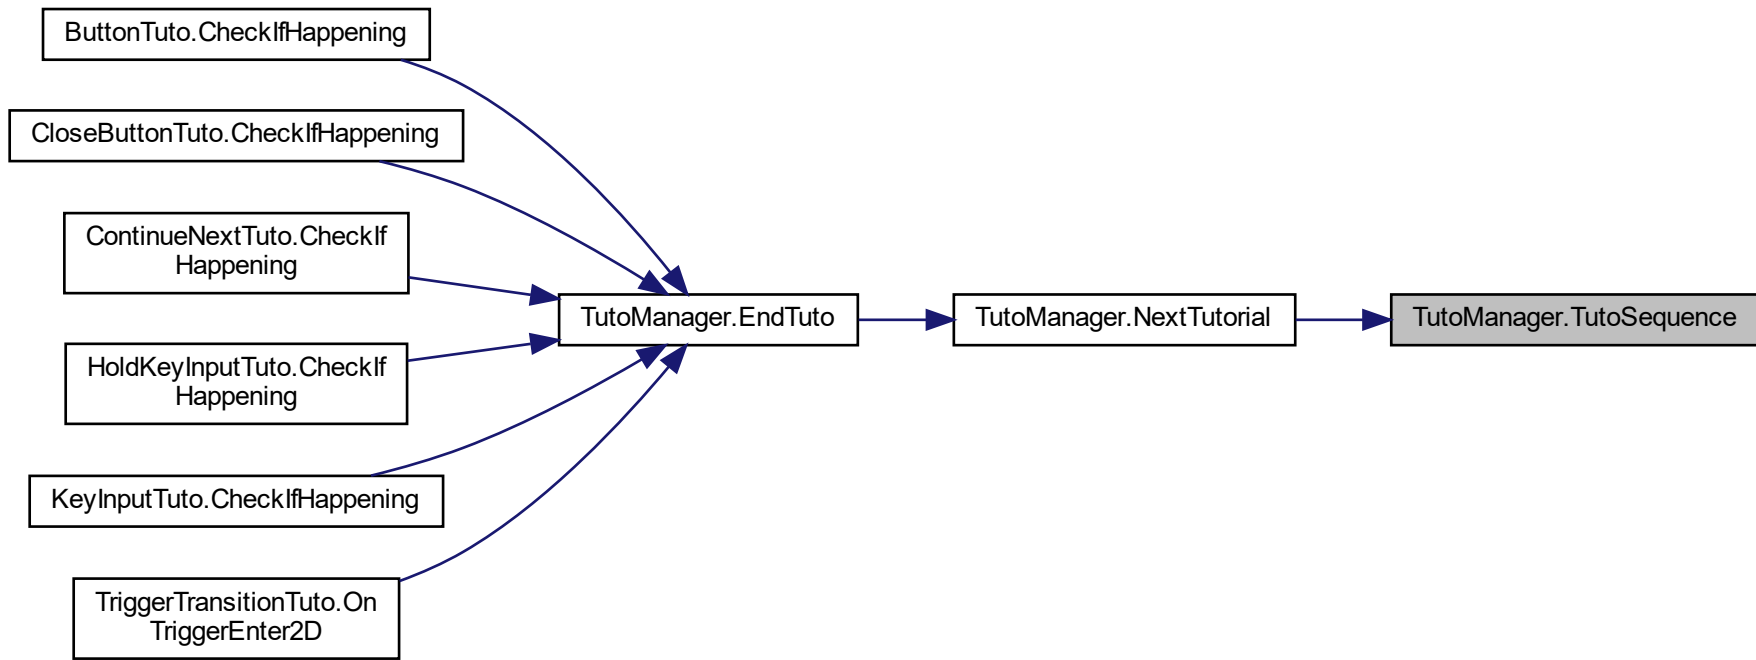 ButtonTuto.CheckIfHappening
CloseButtonTuto.CheckIfHappening
ContinueNextTuto.CheckIf
Happening
HoldKeyInputTuto.CheckIf
Happening
KeyInputTuto.CheckIfHappening
TriggerTransitionTuto.On
TriggerEnter2D
TutoManager.EndTuto
TutoManager.NextTutorial
TutoManager.TutoSequence